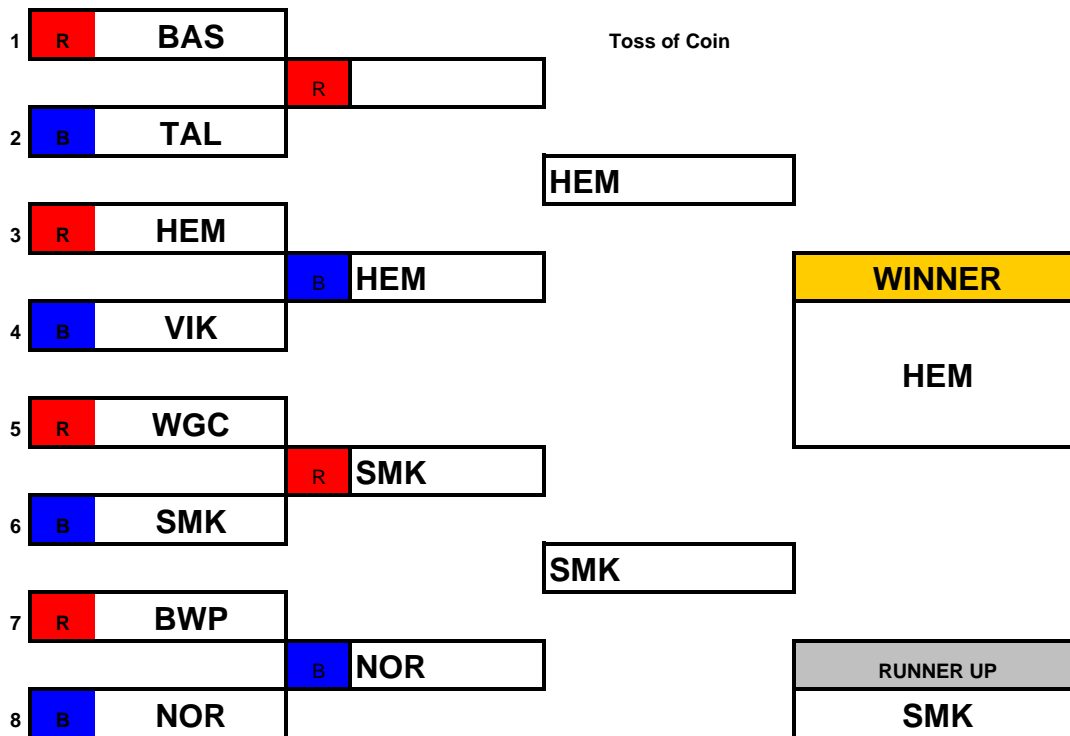 1 R BAS
Toss of Coin
R
2 B TAL
HEM
3 R HEM
B HEM
WINNER
4 B VIK
HEM
5 R WGC
R SMK
6 B SMK
SMK
7 R BWP
B NOR
RUNNER UP
8 B NOR
SMK